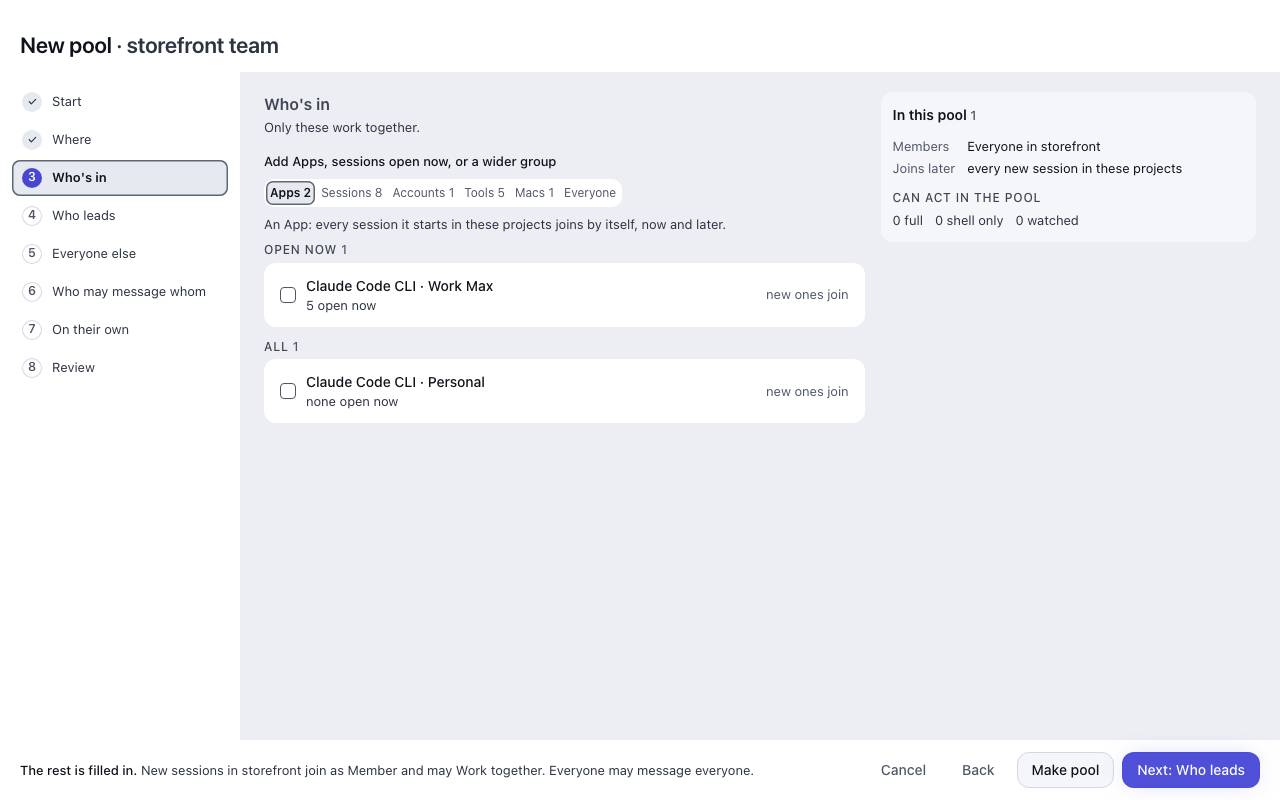 New pool · storefront team
Start
Where
3 Who's in
4 Who leads
5 Everyone else
6 Who may message whom
7 On their own
8 Review
Who's in
Only these work together.
Add Apps, sessions open now, or a wider group
Apps 2 Sessions 8 Accounts 1 Tools 5 Macs 1 Everyone
An App: every session it starts in these projects joins by itself, now and later.
OPEN NOW 1
Claude Code CLI · Work Max
5 open now
new ones join
ALL 1
Claude Code CLI · Personal
none open now
new ones join
In this pool 1
Members Everyone in storefront
Joins later every new session in these projects
CAN ACT IN THE POOL
0 full 0 shell only 0 watched
The rest is filled in. New sessions in storefront join as Member and may Work together. Everyone may message everyone.
Cancel Back Make pool Next: Who leads